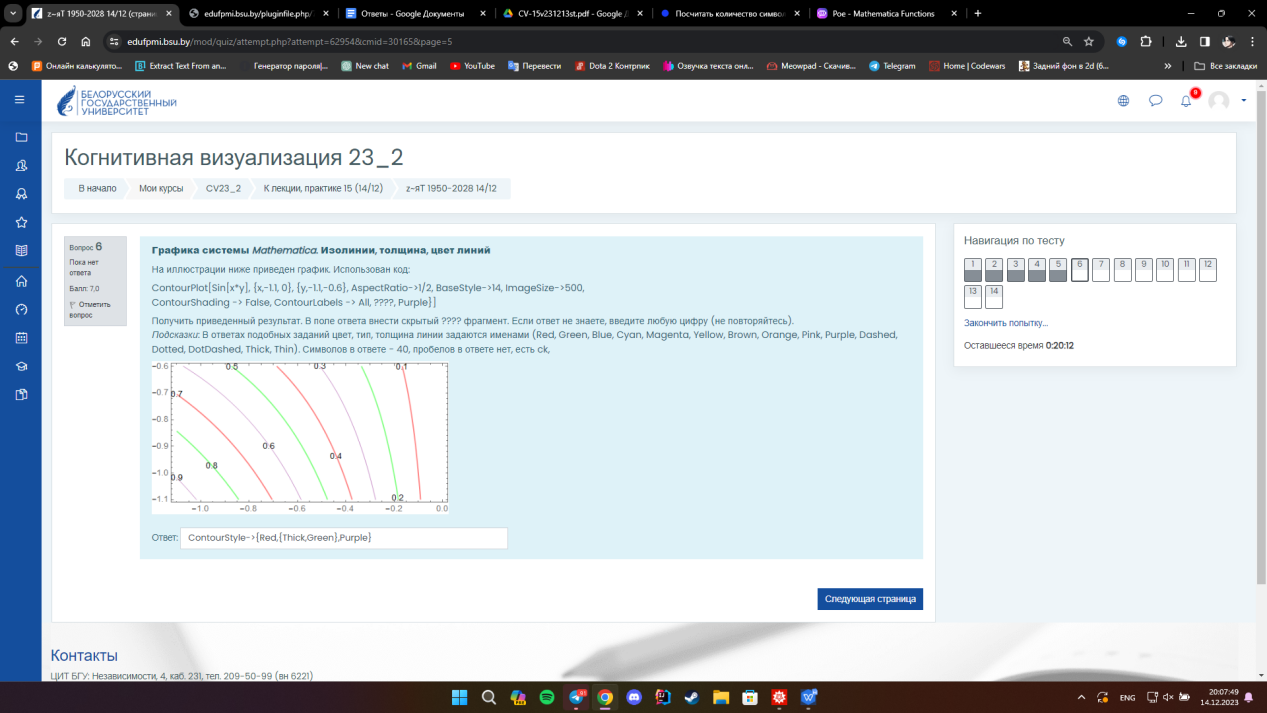 z~яТ 1950-2028 14/12 (страни
edufpmi.bsu.by/pluginfile.php/
Ответы - Google Документы
CV-15v231213st.pdf - Google Д
Посчитать количество символ
Poe - Mathematica Functions
edufpmi.bsu.by/mod/quiz/attempt.php?attempt=62954&cmid=30165&page=5
Онлайн калькулято...
Extract Text From an...
Генератор пароля|...
New chat
Gmail
YouTube
Перевести
Dota 2 Контрпик
Озвучка текста онл...
Meowpad - Скачив...
Telegram
Home | Codewars
Задний фон в 2d (6...
Все закладки
БЕЛОРУССКИЙ
ГОСУДАРСТВЕННЫЙ
УНИВЕРСИТЕТ
9
Когнитивная визуализация 23_2
В начало
Мои курсы
CV23_2
К лекции, практике 15 (14/12)
z~яТ 1950-2028 14/12
Вопрос 6
Пока нет
ответа
Балл: 7,0
Отметить
вопрос
Графика системы Mathematica. Изолинии, толщина, цвет линий
На иллюстрации ниже приведен график. Использован код:
ContourPlot[Sin[x*y], {x,-1.1, 0}, {y,-1.1,-0.6}, AspectRatio->1/2, BaseStyle->14, ImageSize->500,
ContourShading -> False, ContourLabels -> All, ????, Purple}]
Получить приведенный результат. В поле ответа внести скрытый ???? фрагмент. Если ответ не знаете, введите любую цифру (не повторяйтесь).
Подсказки: В ответах подобных заданий цвет, тип, толщина линии задаются именами (Red, Green, Blue, Cyan, Magenta, Yellow, Brown, Orange, Pink, Purple, Dashed,
Dotted, DotDashed, Thick, Thin). Символов в ответе - 40, пробелов в ответе нет, есть ck,
-0.6
0.5
0.3
0.1
-0.7
0.7
-0.8
-0.9
0.6
0.4
0.8
-1.0
0.9
-1.1
0.2
-1.0
-0.8
-0.6
-0.4
-0.2
0.0
Ответ:
ContourStyle->{Red,{Thick,Green},Purple}
Следующая страница
Навигация по тесту
1
2
3
4
5
6
7
8
9
10
11
12
13
14
Закончить попытку...
Оставшееся время 0:20:12
Контакты
ЦИТ БГУ: Независимости, 4, каб. 231, тел. 209-50-99 (вн 6221)
ENG
20:07:49
14.12.2023